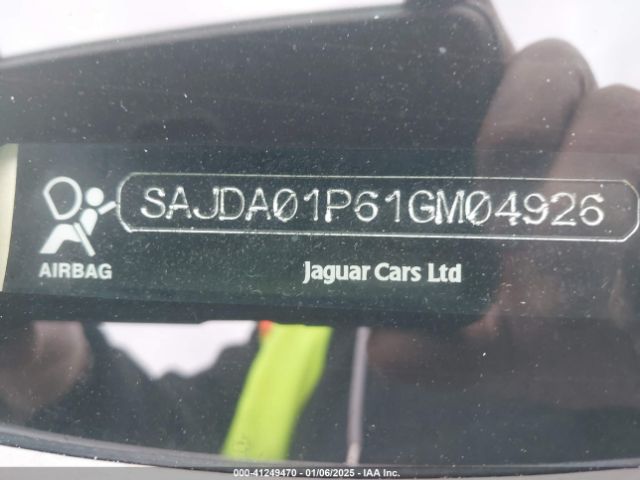 SAJDA01P61GM04926
AIRBAG
Jaguar Cars Ltd
000-41249470 - 01/06/2025 - IAA Inc.